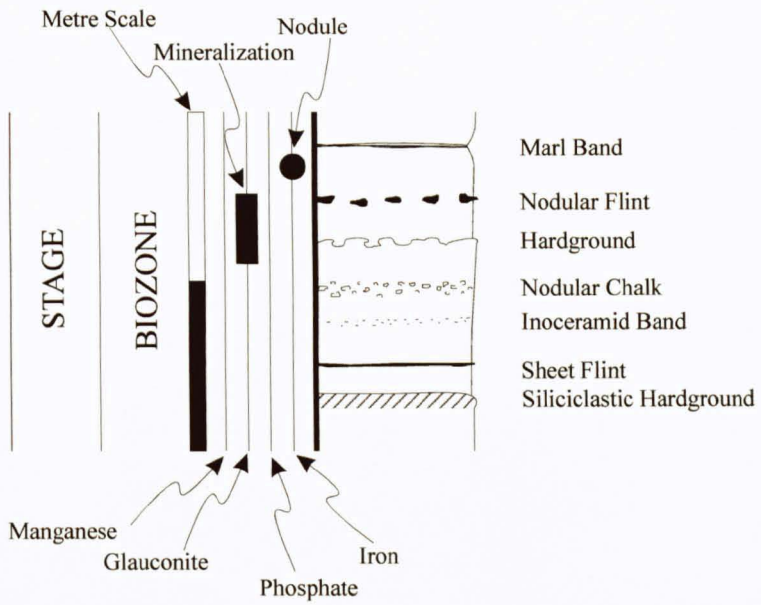 Metre Scale
Nodule
Mineralization
STAGE
BIOZONE
Marl Band
Nodular Flint
Hardground
Nodular Chalk
Inoceramid Band
Sheet Flint
Siliciclastic Hardground
Manganese
Glauconite
Phosphate
Iron